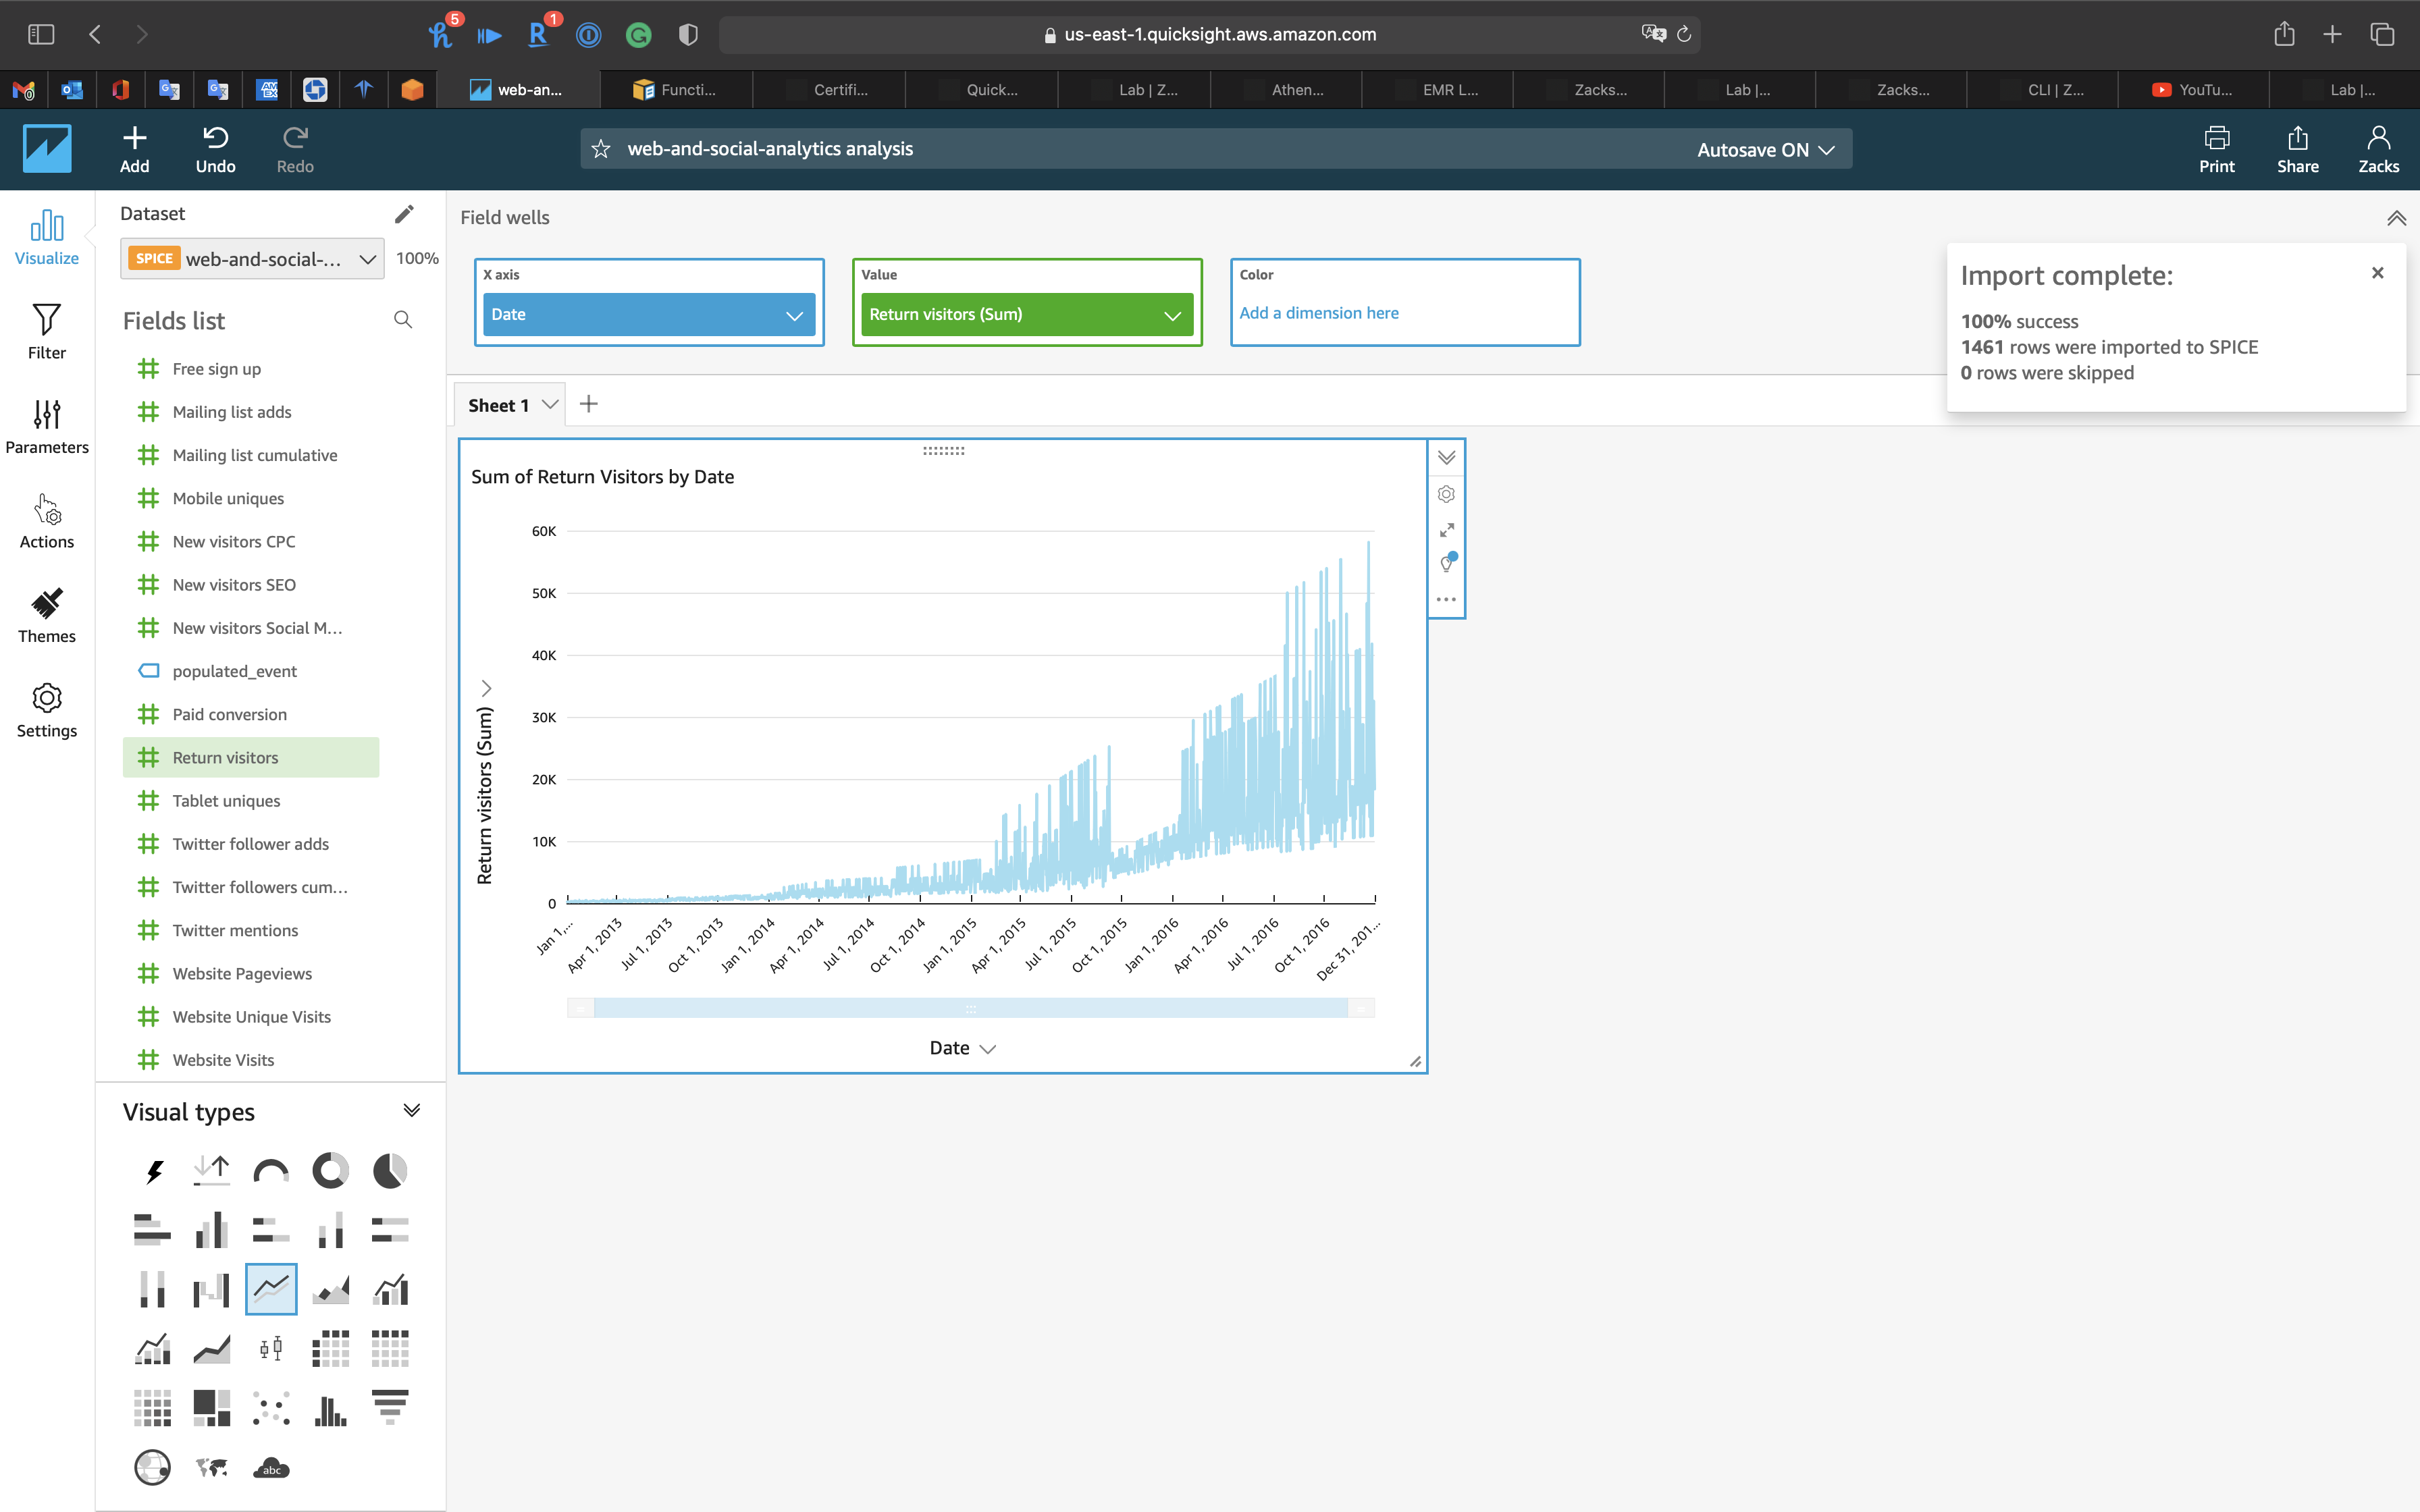 5
1
us-east-1.quicksight.aws.amazon.com
web-an...
Functi...
Certifi...
Quick...
Lab | Z...
Athen...
EMR L...
Zacks...
Lab |...
Zacks...
CLI | Z...
YouTu...
Lab |...
Add
Undo
Redo
web-and-social-analytics analysis
Autosave ON
Print
Share
Zacks
Visualize
Filter
Parameters
Actions
Themes
Settings
Dataset
SPICE web-and-social-...
100%
Fields list
Free sign up
Mailing list adds
Mailing list cumulative
Mobile uniques
New visitors CPC
New visitors SEO
New visitors Social M...
populated_event
Paid conversion
Return visitors
Tablet uniques
Twitter follower adds
Twitter followers cum...
Twitter mentions
Website Pageviews
Website Unique Visits
Website Visits
Visual types
abc
Field wells
X axis
Date
Value
Return visitors (Sum)
Color
Add a dimension here
Import complete:
100% success
1461 rows were imported to SPICE
0 rows were skipped
Sheet 1
Sum of Return Visitors by Date
Return visitors (Sum)
60K
50K
40K
30K
20K
10K
0
Jan 1,...
Apr 1, 2013
Jul 1, 2013
Oct 1, 2013
Jan 1, 2014
Apr 1, 2014
Jul 1, 2014
Oct 1, 2014
Jan 1, 2015
Apr 1, 2015
Jul 1, 2015
Oct 1, 2015
Jan 1, 2016
Apr 1, 2016
Jul 1, 2016
Oct 1, 2016
Dec 31, 201...
Date